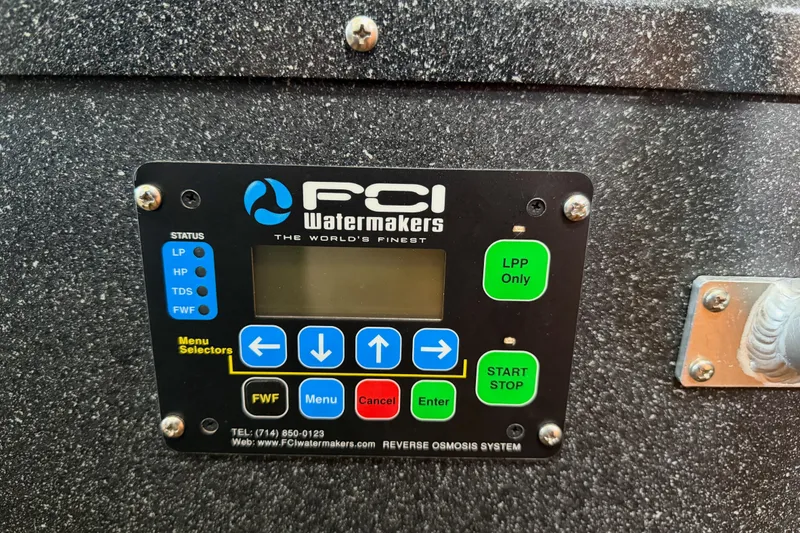 FCI
Watermakers
THE WORLD'S FINEST
STATUS
LP
HP
TDS
FWF
LPP
Only
Menu
Selectors
START
STOP
FWF
Menu
Cancel
Enter
TEL: (714) 850-0123
Web: www.FCIwatermakers.com
REVERSE OSMOSIS SYSTEM